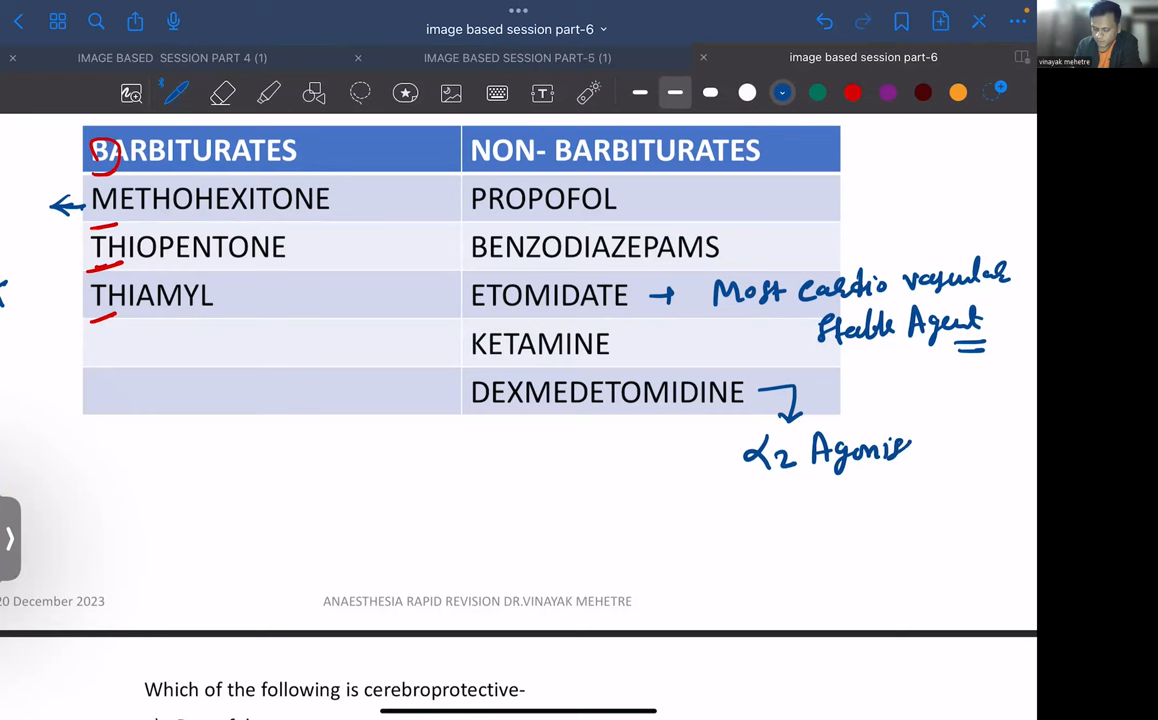 image based session part-6
vinayak mehetre
IMAGE BASED SESSION PART 4 (1)
IMAGE BASED SESSION PART-5 (1)
image based session part-6
BARBITURATES NON- BARBITURATES
METHOHEXITONE PROPOFOL
THIOPENTONE BENZODIAZEPAMS
THIAMYL ETOMIDATE → Most Cardio vascular
Stable Agent
KETAMINE
DEXMEDETOMIDINE
α2 Agonis
20 December 2023 ANAESTHESIA RAPID REVISION DR.VINAYAK MEHETRE
Which of the following is cerebroprotective-